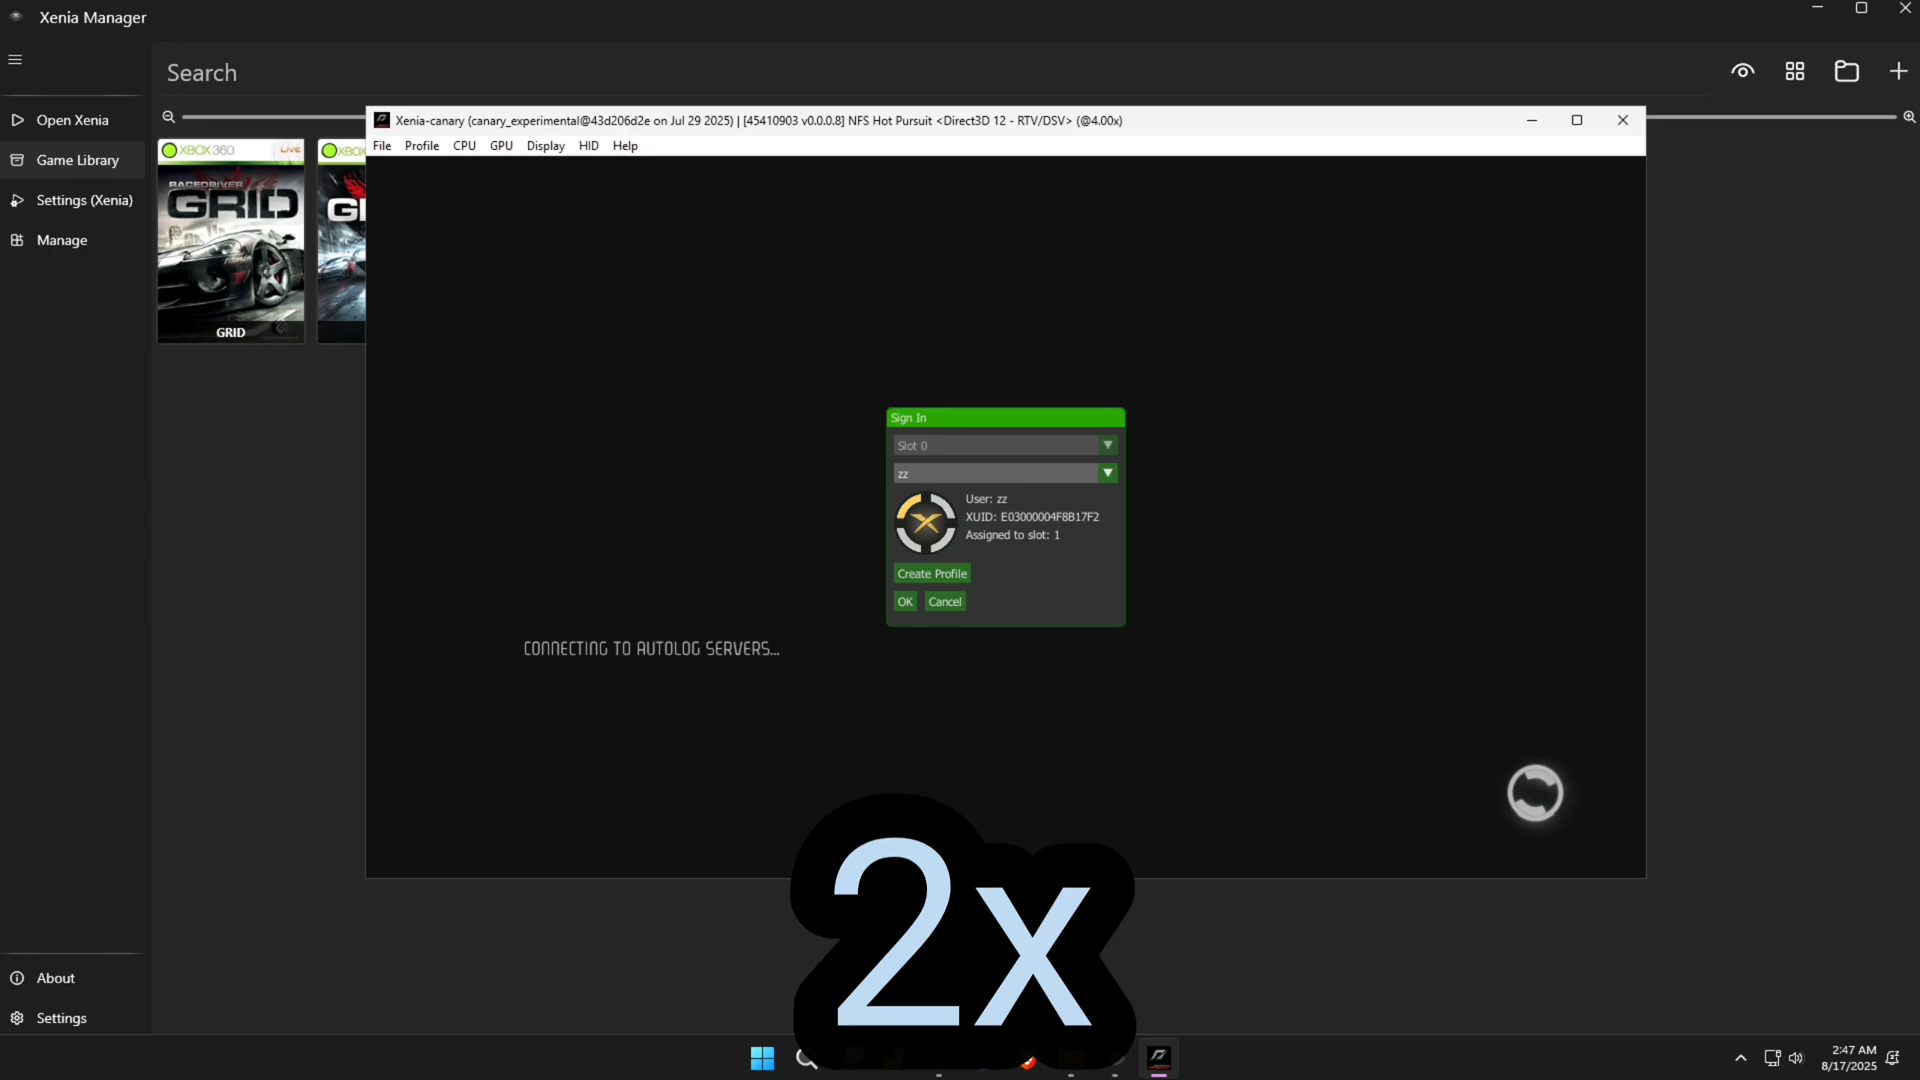 Xenia Manager
Search
Open Xenia
Game Library
Settings (Xenia)
Manage
XBOX 360 LIVE
RACEDRIVER
GRID
GRID
XBOX
Xenia-canary (canary_experimental@43d206d2e on Jul 29 2025) | [45410903 v0.0.0.8] NFS Hot Pursuit <Direct3D 12 - RTV/DSV> (@4.00x)
File Profile CPU GPU Display HID Help
Sign In
Slot 0
zz
User: zz
XUID: E03000004F8B17F2
Assigned to slot: 1
Create Profile
OK Cancel
CONNECTING TO AUTOLOG SERVERS...
2x
About
Settings
2:47 AM
8/17/2025